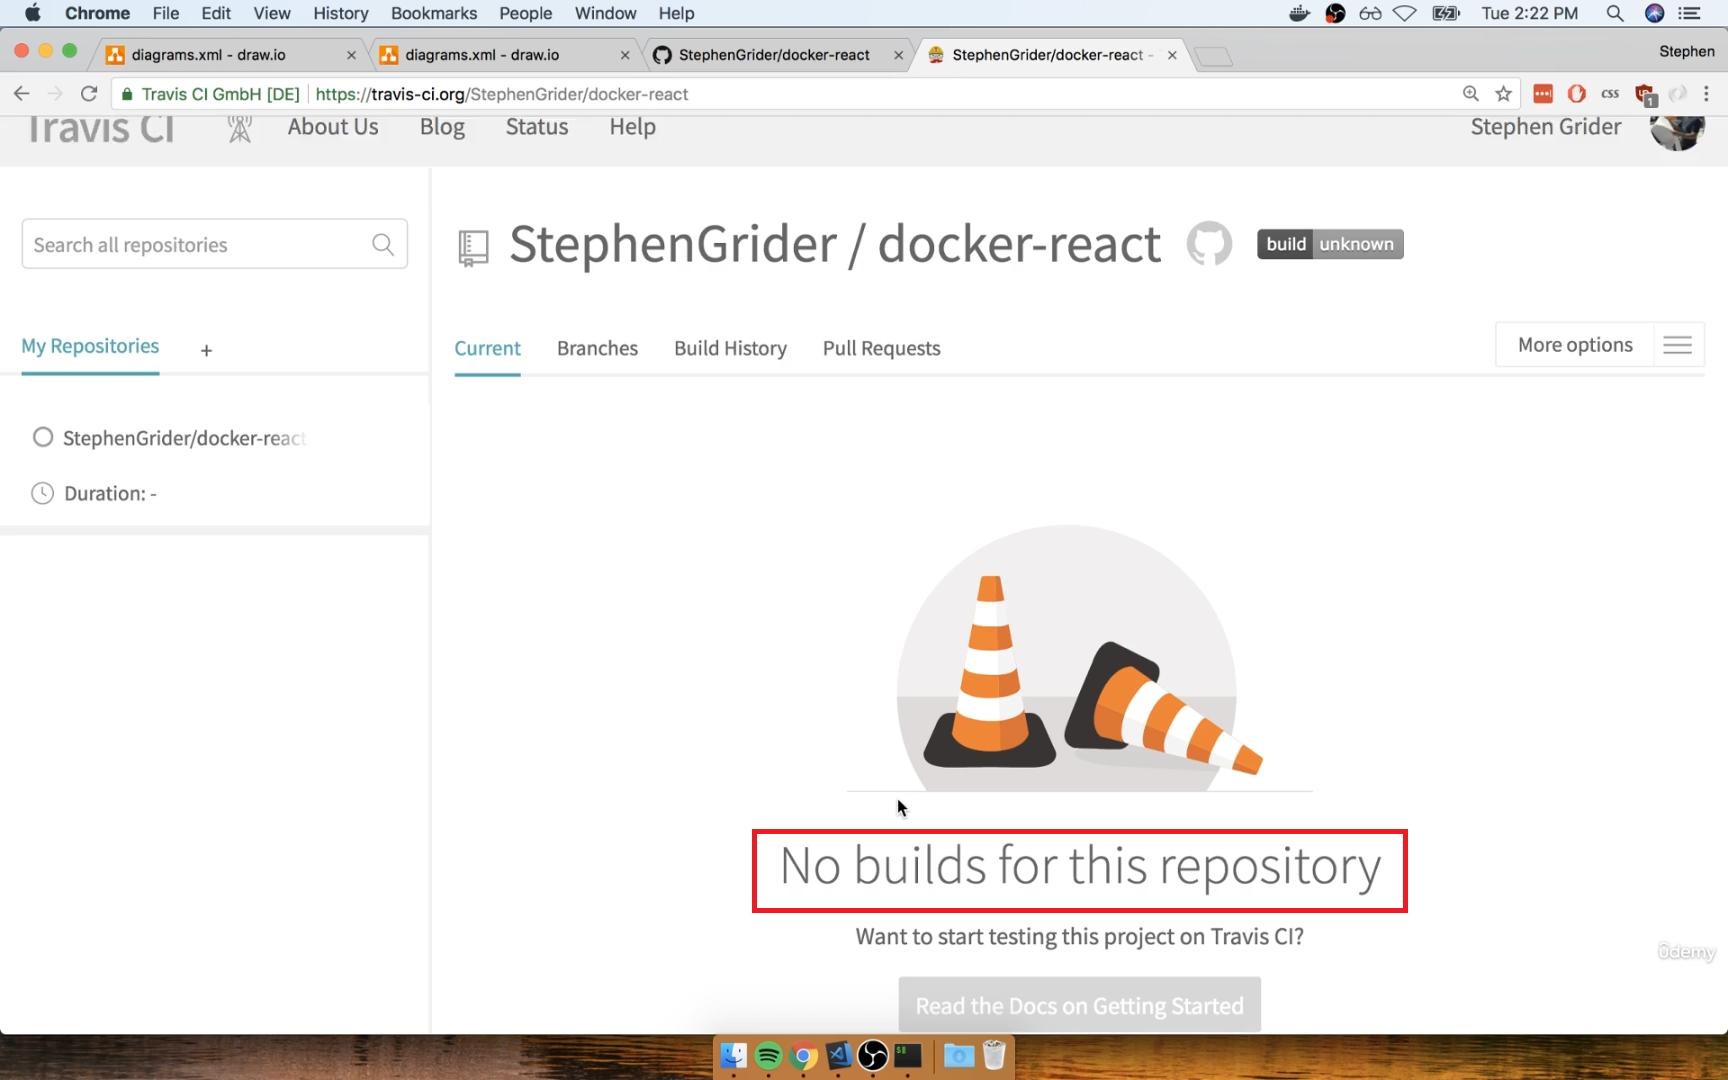 Chrome File Edit View History Bookmarks People Window Help Tue 2:22 PM
diagrams.xml - draw.io diagrams.xml - draw.io StephenGrider/docker-react StephenGrider/docker-react - Stephen
Travis CI GmbH [DE] https://travis-ci.org/StephenGrider/docker-react css 1
Travis CI About Us Blog Status Help Stephen Grider
Search all repositories
StephenGrider / docker-react build unknown
My Repositories +
Current Branches Build History Pull Requests More options
StephenGrider/docker-react
Duration: -
No builds for this repository
Want to start testing this project on Travis CI?
Read the Docs on Getting Started
ûdemy